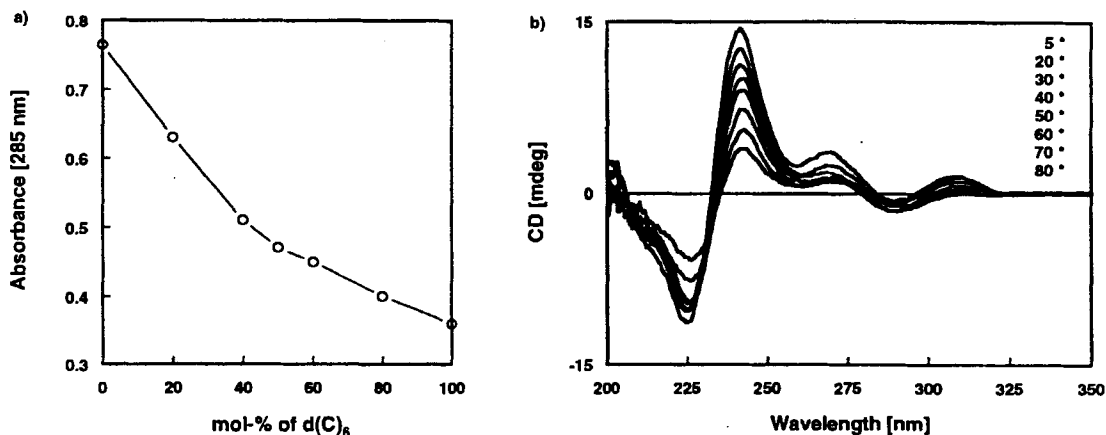 a)
0.8
0.7
0.6
0.5
0.4
0.3
Absorbance [285 nm]
0 20 40 60 80 100
mol-% of d(C)6
b)
15
0
-15
CD [mdeg]
5 °
20 °
30 °
40 °
50 °
60 °
70 °
80 °
200 225 250 275 300 325 350
Wavelength [nm]